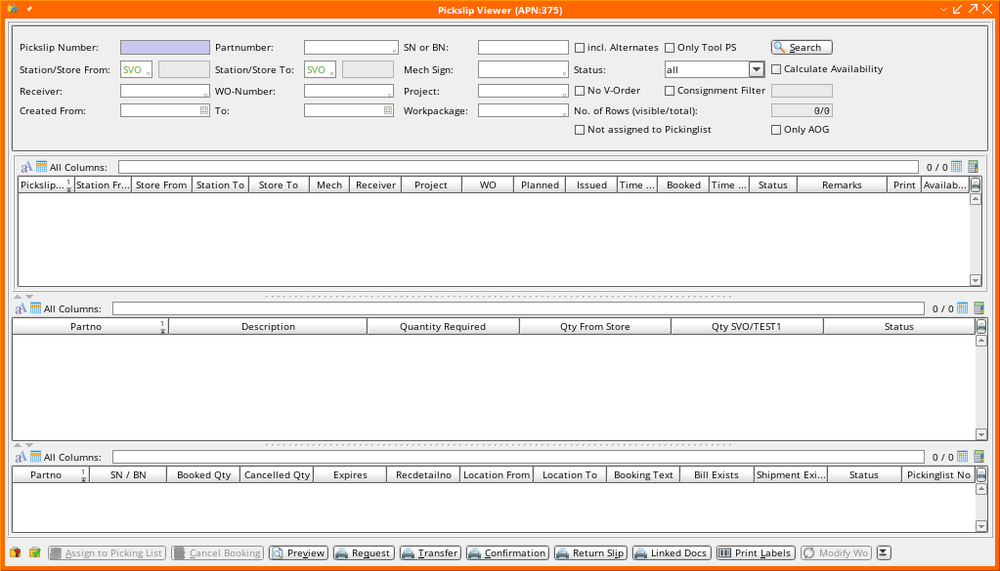 Pickslip Viewer (APN:375)
Pickslip Number: Partnumber: SN or BN: incl. Alternates Only Tool PS Search
Station/Store From: SVO Station/Store To: SVO Mech Sign: Status: all Calculate Availability
Receiver: WO-Number: Project: No V-Order Consignment Filter
Created From: To: Workpackage: No. of Rows (visible/total): 0/0
Not assigned to Pickinglist Only AOG
All Columns: 0 / 0
Pickslip... 1 Station Fr... Store From Station To Store To Mech Receiver Project WO Planned Issued Time ... Booked Time ... Status Remarks Print Availab...
All Columns: 0 / 0
Partno 1 Description Quantity Required Qty From Store Qty SVO/TEST1 Status
All Columns: 0 / 0
Partno 1 SN / BN Booked Qty Cancelled Qty Expires Recdetailno Location From Location To Booking Text Bill Exists Shipment Exi... Status Pickinglist No
Assign to Picking List Cancel Booking Preview Request Transfer Confirmation Return Slip Linked Docs Print Labels Modify Wo